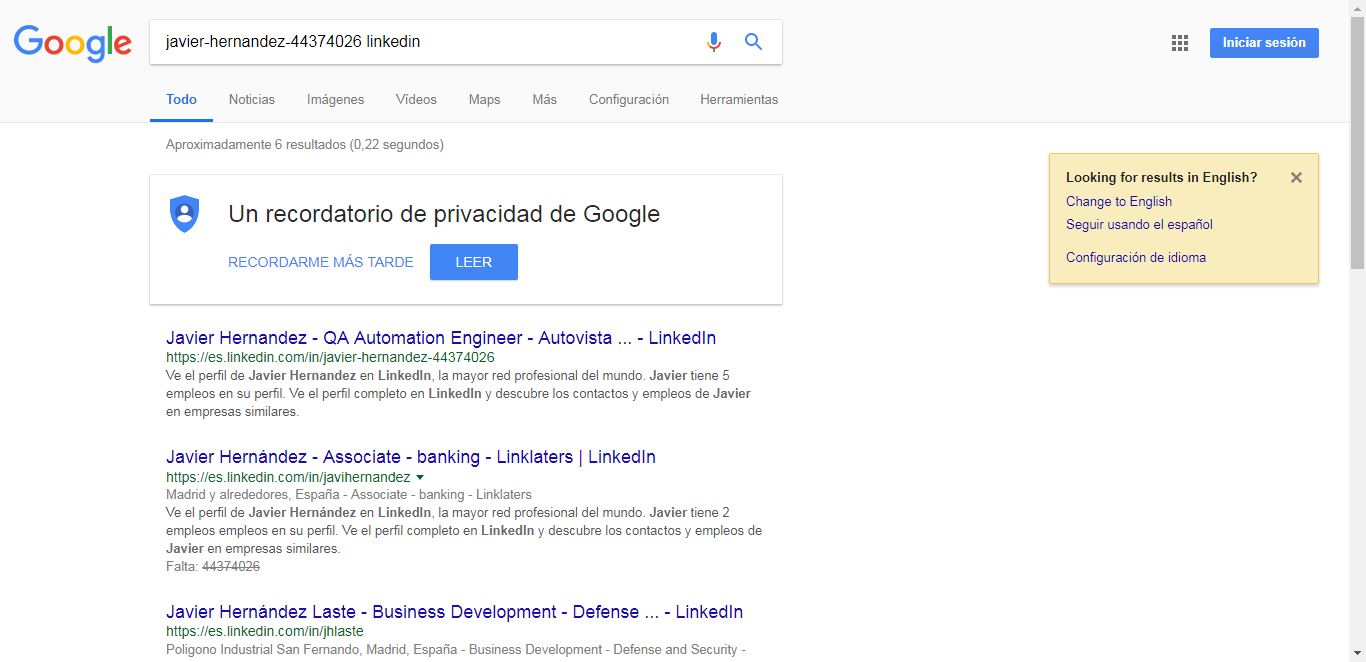 Google
javier-hernandez-44374026 linkedin
Iniciar sesión
Todo Noticias Imágenes Vídeos Maps Más Configuración Herramientas
Aproximadamente 6 resultados (0,22 segundos)
Looking for results in English?
Change to English
Seguir usando el español
Configuración de idioma
Un recordatorio de privacidad de Google
RECORDARME MÁS TARDE LEER
Javier Hernandez - QA Automation Engineer - Autovista ... - LinkedIn
https://es.linkedin.com/in/javier-hernandez-44374026
Ve el perfil de Javier Hernandez en LinkedIn, la mayor red profesional del mundo. Javier tiene 5
empleos en su perfil. Ve el perfil completo en LinkedIn y descubre los contactos y empleos de Javier
en empresas similares.
Javier Hernández - Associate - banking - Linklaters | LinkedIn
https://es.linkedin.com/in/javihernandez
Madrid y alrededores, España - Associate - banking - Linklaters
Ve el perfil de Javier Hernández en LinkedIn, la mayor red profesional del mundo. Javier tiene 2
empleos empleos en su perfil. Ve el perfil completo en LinkedIn y descubre los contactos y empleos de
Javier en empresas similares.
Falta: 44374026
Javier Hernández Laste - Business Development - Defense ... - LinkedIn
https://es.linkedin.com/in/jhlaste
Poligono Industrial San Fernando, Madrid, España - Business Development - Defense and Security -